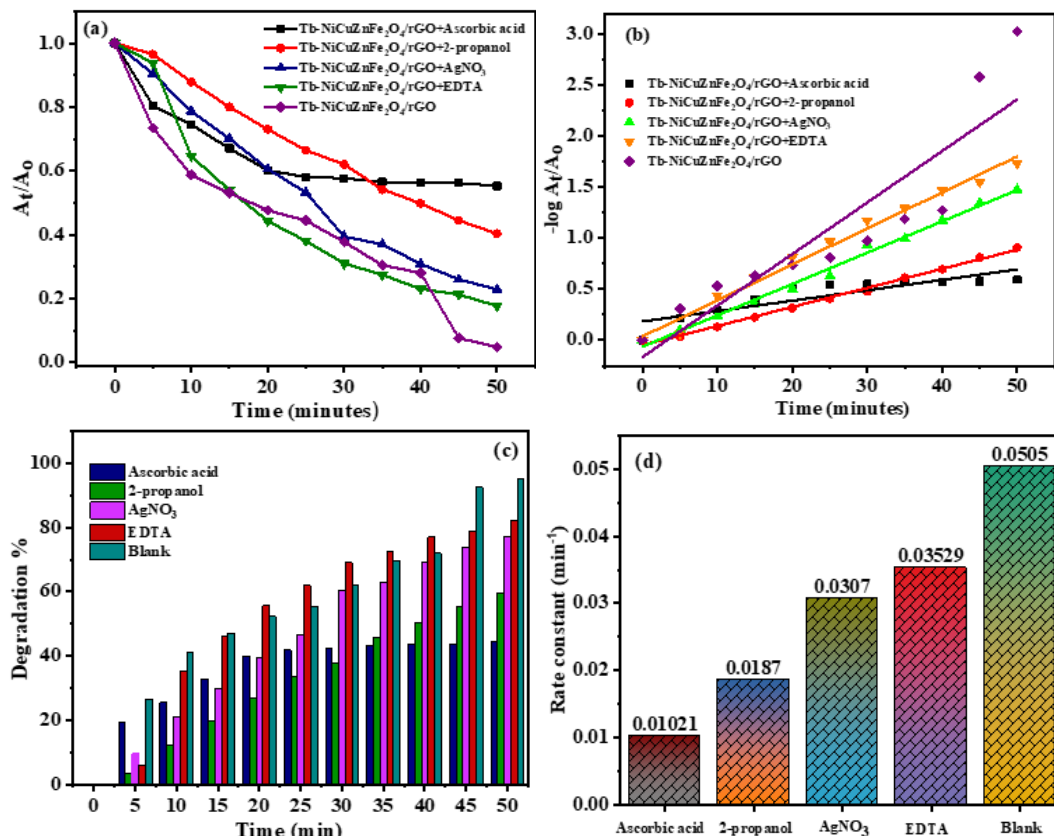 (a)
Tb-NiCuZnFe₂O₄/rGO+Ascorbic acid
Tb-NiCuZnFe₂O₄/rGO+2-propanol
Tb-NiCuZnFe₂O₄/rGO+AgNO₃
Tb-NiCuZnFe₂O₄/rGO+EDTA
Tb-NiCuZnFe₂O₄/rGO
1.0
0.8
0.6
0.4
0.2
0.0
Aₜ/Aₒ
0 10 20 30 40 50
Time (minutes)
(b)
Tb-NiCuZnFe₂O₄/rGO+Ascorbic acid
Tb-NiCuZnFe₂O₄/rGO+2-propanol
Tb-NiCuZnFe₂O₄/rGO+AgNO₃
Tb-NiCuZnFe₂O₄/rGO+EDTA
Tb-NiCuZnFe₂O₄/rGO
-3.0
-2.5
2.0
1.5
1.0
0.5
0.0
-log Aₜ/Aₒ
0 10 20 30 40 50
Time (minutes)
(c)
Ascorbic acid
2-propanol
AgNO₃
EDTA
Blank
100
80
60
40
20
0
Degradation %
0 5 10 15 20 25 30 35 40 45 50
Time (min)
(d)
0.05
0.04
0.03
0.02
0.01
0.00
Rate constant (min⁻¹)
0.01021
0.0187
0.0307
0.03529
0.0505
Ascorbic acid 2-propanol AgNO₃ EDTA Blank